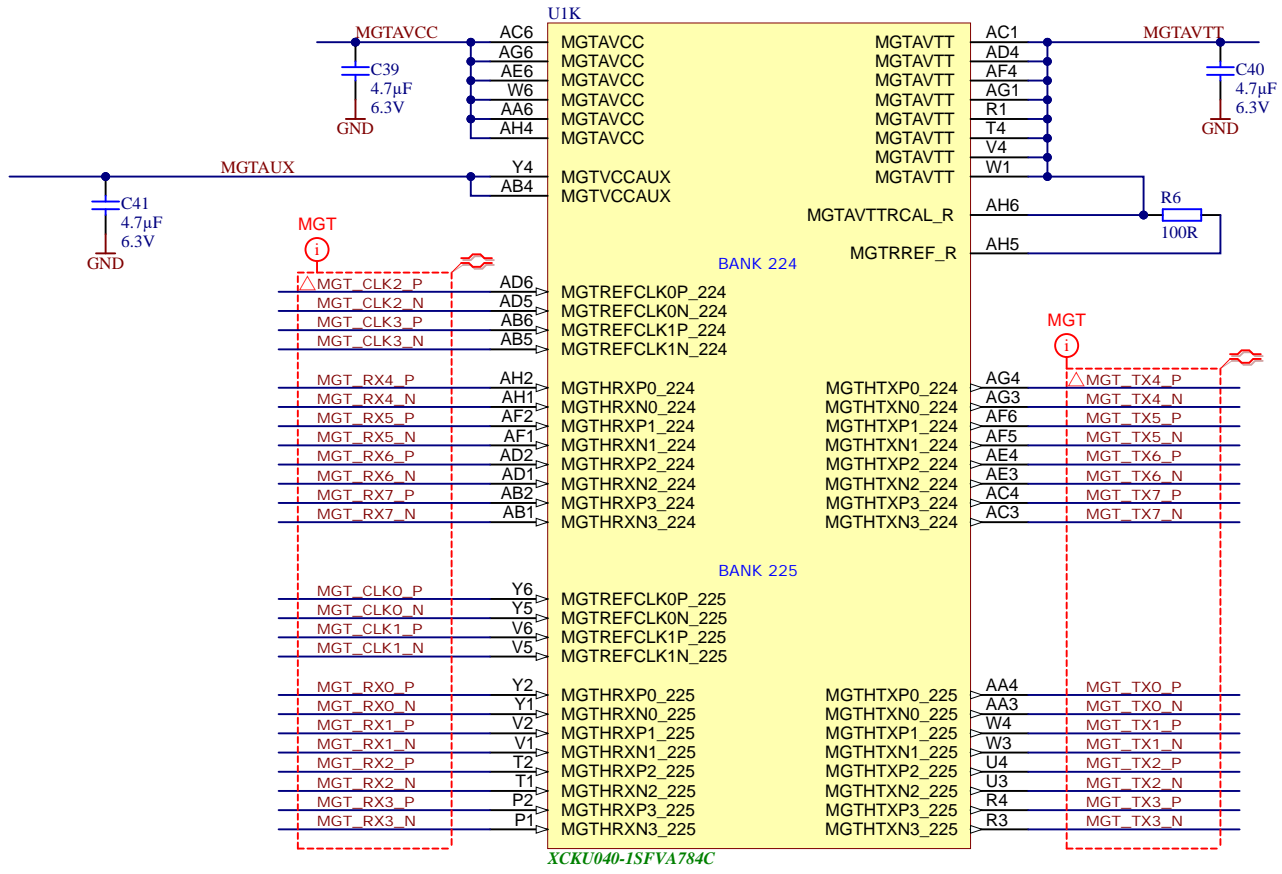 U1K
MGTAVCC AC6 MGTAVCC MGTAVTT AC1 MGTAVTT
AG6 MGTAVCC MGTAVTT AD4
C39 AE6 MGTAVCC MGTAVTT AF4 C40
4.7µF W6 MGTAVCC MGTAVTT AG1 4.7µF
6.3V AA6 MGTAVCC MGTAVTT R1 6.3V
GND AH4 MGTAVCC MGTAVTT T4 GND
MGTAVTT V4
MGTAUX Y4 MGTVCCAUX MGTAVTT W1
AB4 MGTVCCAUX
C41
4.7µF
6.3V
GND
MGTAVTTRCAL_R AH6 R6
100R
MGTRREF_R AH5
MGT
i
BANK 224
MGT_CLK2_P AD6 MGTREFCLK0P_224
MGT_CLK2_N AD5 MGTREFCLK0N_224
MGT_CLK3_P AB6 MGTREFCLK1P_224
MGT_CLK3_N AB5 MGTREFCLK1N_224
MGT
i
MGT_RX4_P AH2 MGTHRXP0_224 MGTHTXP0_224 AG4 MGT_TX4_P
MGT_RX4_N AH1 MGTHRXN0_224 MGTHTXN0_224 AG3 MGT_TX4_N
MGT_RX5_P AF2 MGTHRXP1_224 MGTHTXP1_224 AF6 MGT_TX5_P
MGT_RX5_N AF1 MGTHRXN1_224 MGTHTXN1_224 AF5 MGT_TX5_N
MGT_RX6_P AD2 MGTHRXP2_224 MGTHTXP2_224 AE4 MGT_TX6_P
MGT_RX6_N AD1 MGTHRXN2_224 MGTHTXN2_224 AE3 MGT_TX6_N
MGT_RX7_P AB2 MGTHRXP3_224 MGTHTXP3_224 AC4 MGT_TX7_P
MGT_RX7_N AB1 MGTHRXN3_224 MGTHTXN3_224 AC3 MGT_TX7_N
BANK 225
MGT_CLK0_P Y6 MGTREFCLK0P_225
MGT_CLK0_N Y5 MGTREFCLK0N_225
MGT_CLK1_P V6 MGTREFCLK1P_225
MGT_CLK1_N V5 MGTREFCLK1N_225
MGT_RX0_P Y2 MGTHRXP0_225 MGTHTXP0_225 AA4 MGT_TX0_P
MGT_RX0_N Y1 MGTHRXN0_225 MGTHTXN0_225 AA3 MGT_TX0_N
MGT_RX1_P V2 MGTHRXP1_225 MGTHTXP1_225 W4 MGT_TX1_P
MGT_RX1_N V1 MGTHRXN1_225 MGTHTXN1_225 W3 MGT_TX1_N
MGT_RX2_P T2 MGTHRXP2_225 MGTHTXP2_225 U4 MGT_TX2_P
MGT_RX2_N T1 MGTHRXN2_225 MGTHTXN2_225 U3 MGT_TX2_N
MGT_RX3_P P2 MGTHRXP3_225 MGTHTXP3_225 R4 MGT_TX3_P
MGT_RX3_N P1 MGTHRXN3_225 MGTHTXN3_225 R3 MGT_TX3_N
XCKU040-1SFVA784C